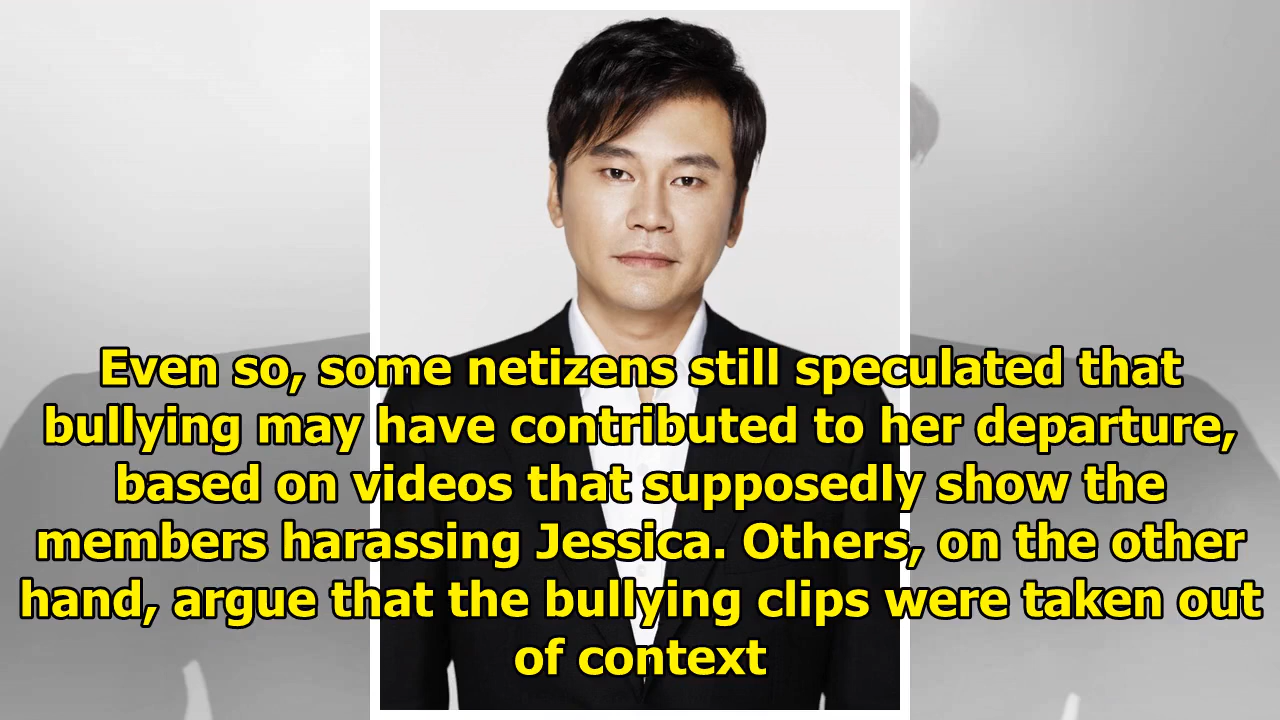 Even so, some netizens still speculated that
bullying may have contributed to her departure,
based on videos that supposedly show the
members harassing Jessica. Others, on the other
hand, argue that the bullying clips were taken out
of context